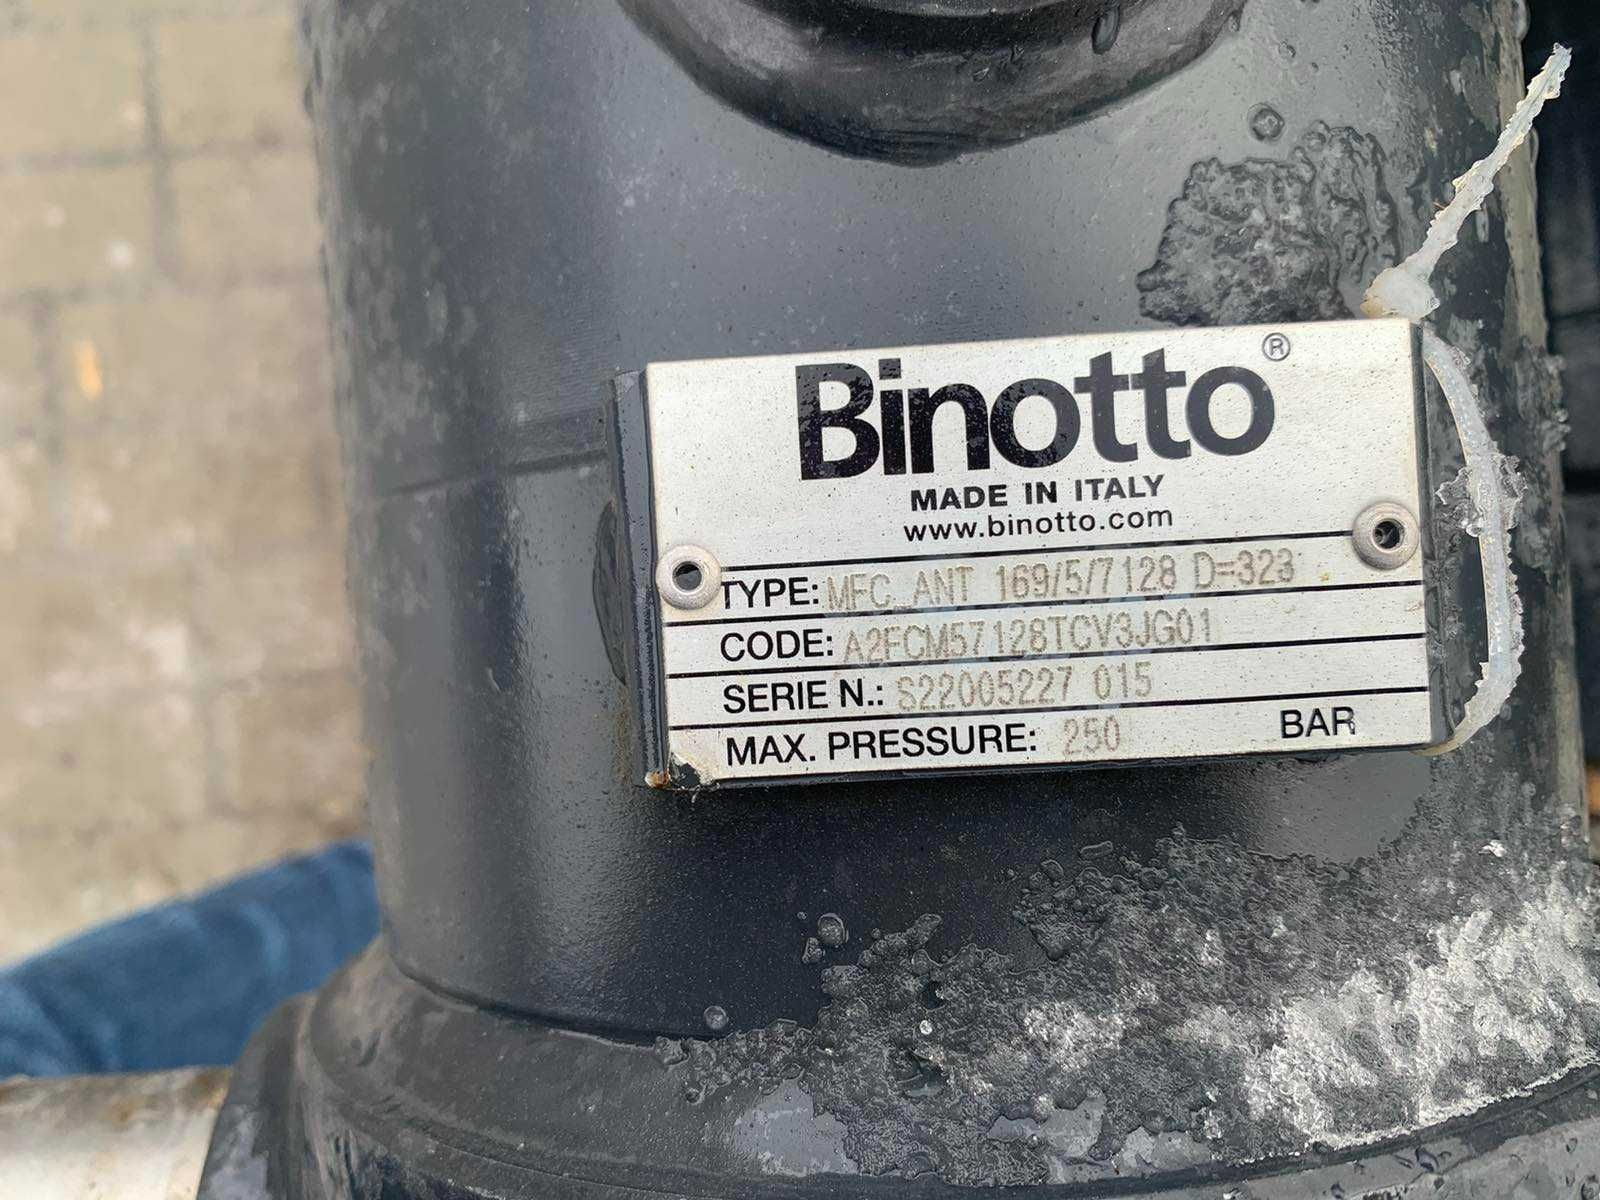 Binotto®
MADE IN ITALY
www.binotto.com
TYPE: MFC_ANT 169/5/7128 D=323
CODE: A2FCM57128TCV3JG01
SERIE N.: S22005227 015
MAX. PRESSURE: 250 BAR